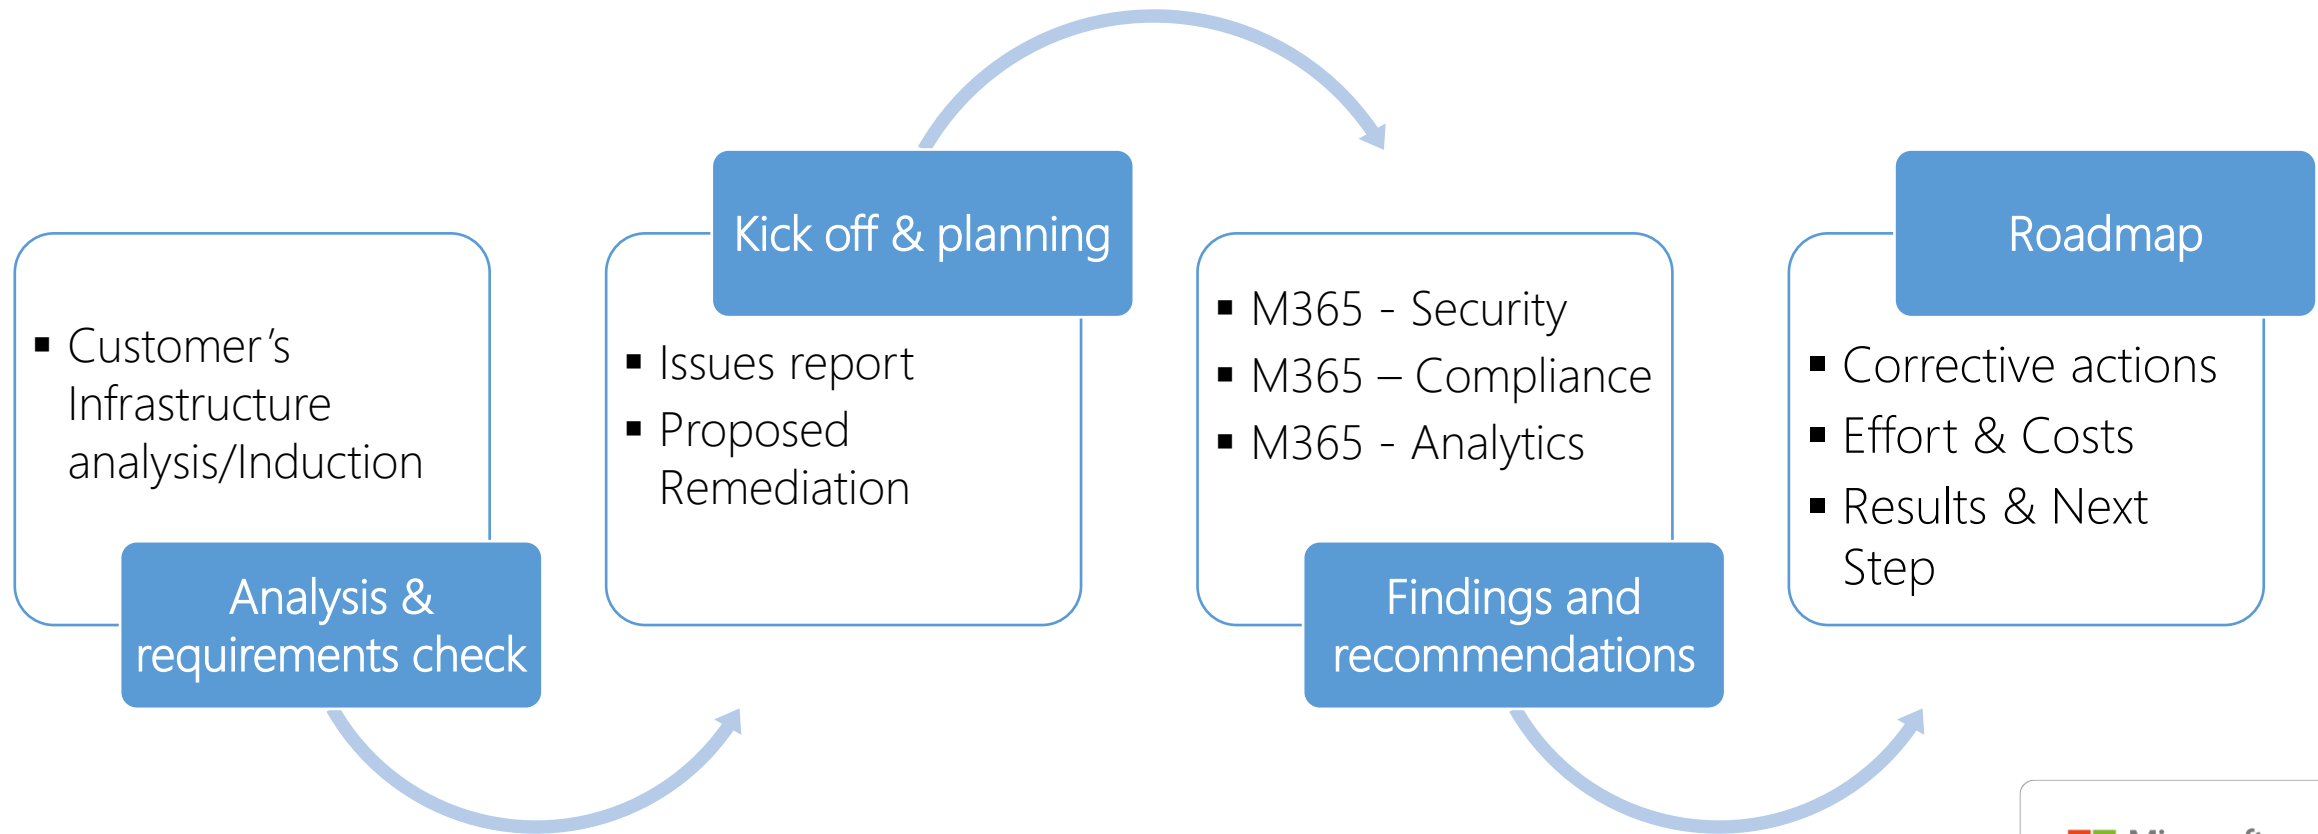 ▪ Customer's
Infrastructure
analysis/Induction
Analysis &
requirements check
Kick off & planning
▪ Issues report
▪ Proposed
Remediation
▪ M365 - Security
▪ M365 – Compliance
▪ M365 - Analytics
Findings and
recommendations
Roadmap
▪ Corrective actions
▪ Effort & Costs
▪ Results & Next
Step